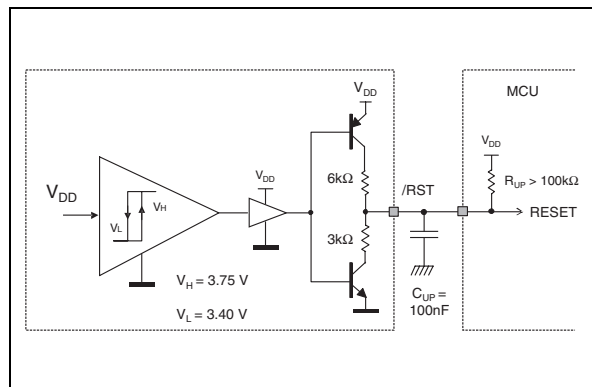 V_DD
MCU
V_DD
V_DD
6kΩ
/RST
R_UP > 100kΩ
V_DD
V_H
V_L
RESET
3kΩ
V_H = 3.75 V
V_L = 3.40 V
C_UP =
100nF